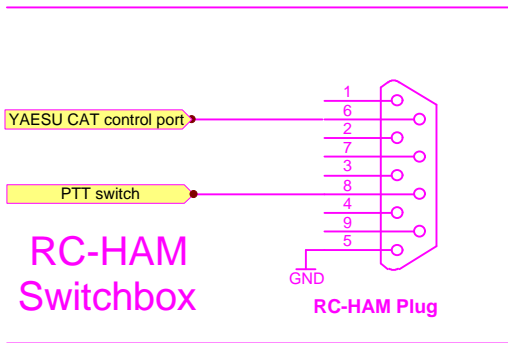 1
6
YAESU CAT control port
2
7
3
8
PTT switch
4
9
5
RC-HAM
Switchbox
GND
RC-HAM Plug